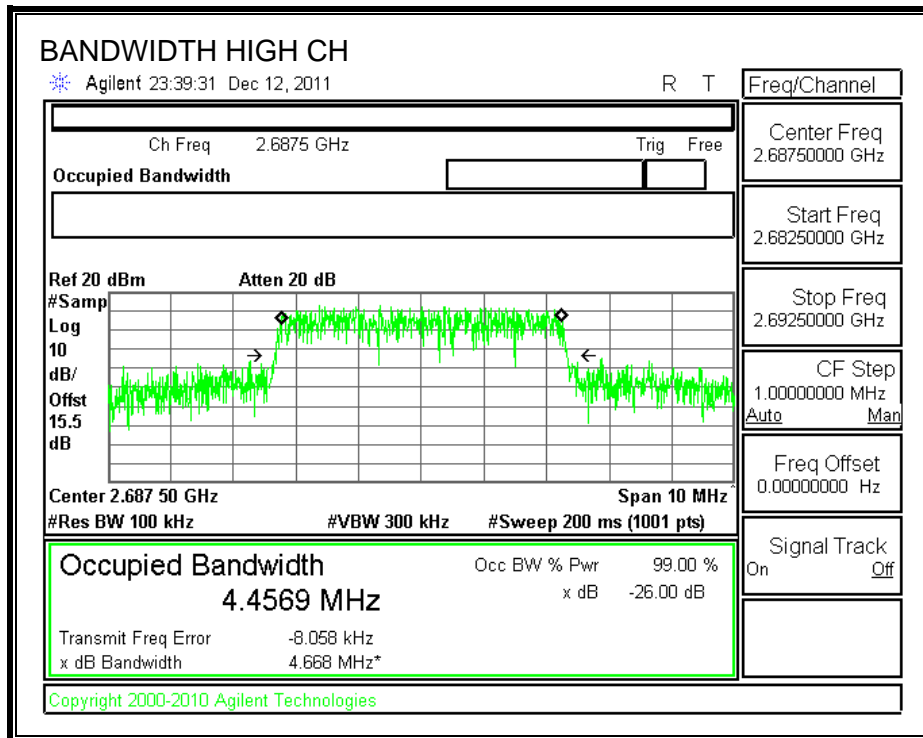 BANDWIDTH HIGH CH
Agilent 23:39:31 Dec 12, 2011 R T
Freq/Channel
Ch Freq 2.6875 GHz Trig Free
Occupied Bandwidth
Center Freq
2.68750000 GHz
Start Freq
2.68250000 GHz
Stop Freq
2.69250000 GHz
CF Step
1.00000000 MHz
Auto Man
Freq Offset
0.00000000 Hz
Signal Track
On Off
Ref 20 dBm Atten 20 dB
#Samp
Log
10
dB/
Offst
15.5
dB
Center 2.687 50 GHz Span 10 MHz
#Res BW 100 kHz #VBW 300 kHz #Sweep 200 ms (1001 pts)
Occupied Bandwidth Occ BW % Pwr 99.00 %
4.4569 MHz x dB -26.00 dB
Transmit Freq Error -8.058 kHz
x dB Bandwidth 4.668 MHz*
Copyright 2000-2010 Agilent Technologies